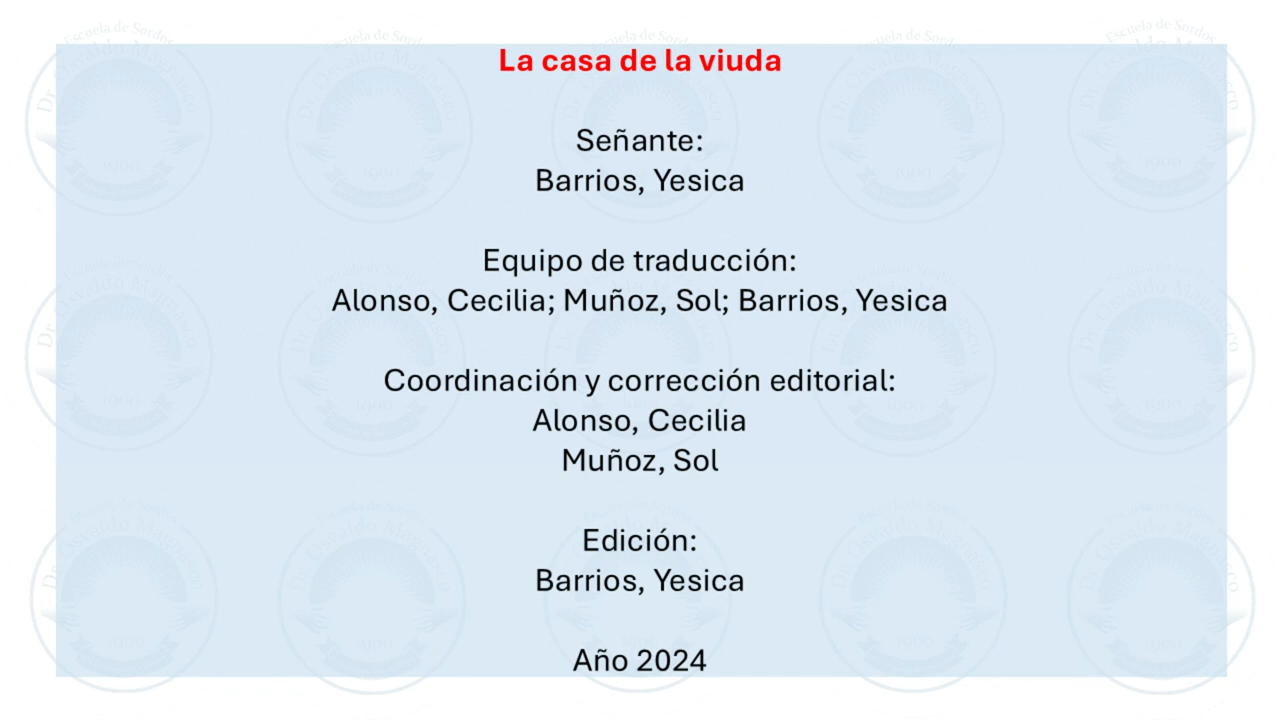 La casa de la viuda
Señante:
Barrios, Yesica
Equipo de traducción:
Alonso, Cecilia; Muñoz, Sol; Barrios, Yesica
Coordinación y corrección editorial:
Alonso, Cecilia
Muñoz, Sol
Edición:
Barrios, Yesica
Año 2024